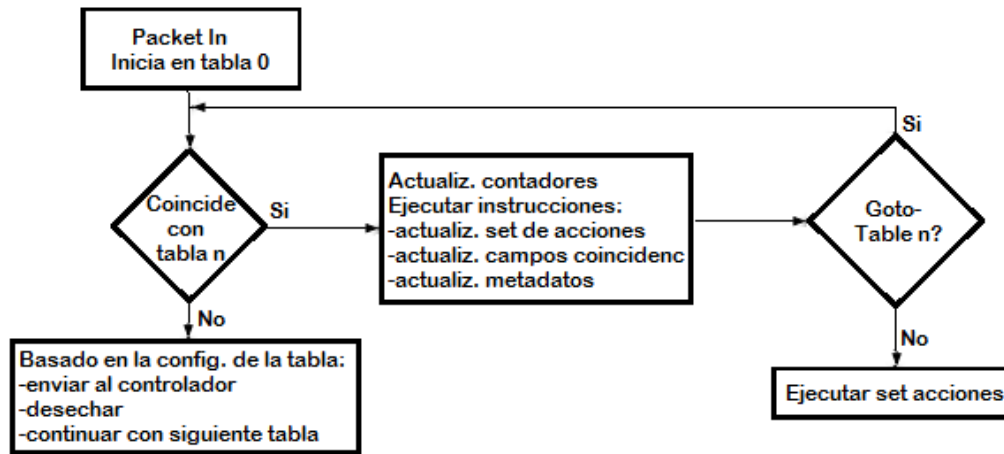 Packet In
Inicia en tabla 0
Si
Coincide
con
tabla n
Si
Actualiz. contadores
Ejecutar instrucciones:
-actualiz. set de acciones
-actualiz. campos coincidenc
-actualiz. metadatos
Goto-
Table n?
No
Basado en la config. de la tabla:
-enviar al controlador
-desechar
-continuar con siguiente tabla
No
Ejecutar set acciones